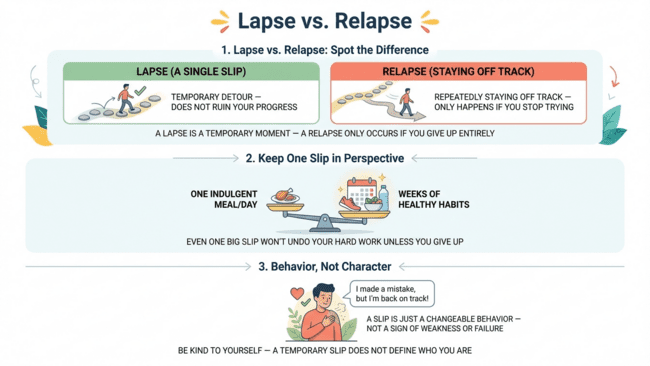 Lapse vs. Relapse
1. Lapse vs. Relapse: Spot the Difference
LAPSE (A SINGLE SLIP)
TEMPORARY DETOUR —
DOES NOT RUIN YOUR PROGRESS
RELAPSE (STAYING OFF TRACK)
REPEATEDLY STAYING OFF TRACK —
ONLY HAPPENS IF YOU STOP TRYING
A LAPSE IS A TEMPORARY MOMENT — A RELAPSE ONLY OCCURS IF YOU GIVE UP ENTIRELY
2. Keep One Slip in Perspective
ONE INDULGENT
MEAL/DAY
WEEKS OF
HEALTHY HABITS
EVEN ONE BIG SLIP WON'T UNDO YOUR HARD WORK UNLESS YOU GIVE UP
3. Behavior, Not Character
I made a mistake,
but I'm back on track!
A SLIP IS JUST A CHANGEABLE BEHAVIOR —
NOT A SIGN OF WEAKNESS OR FAILURE
BE KIND TO YOURSELF — A TEMPORARY SLIP DOES NOT DEFINE WHO YOU ARE